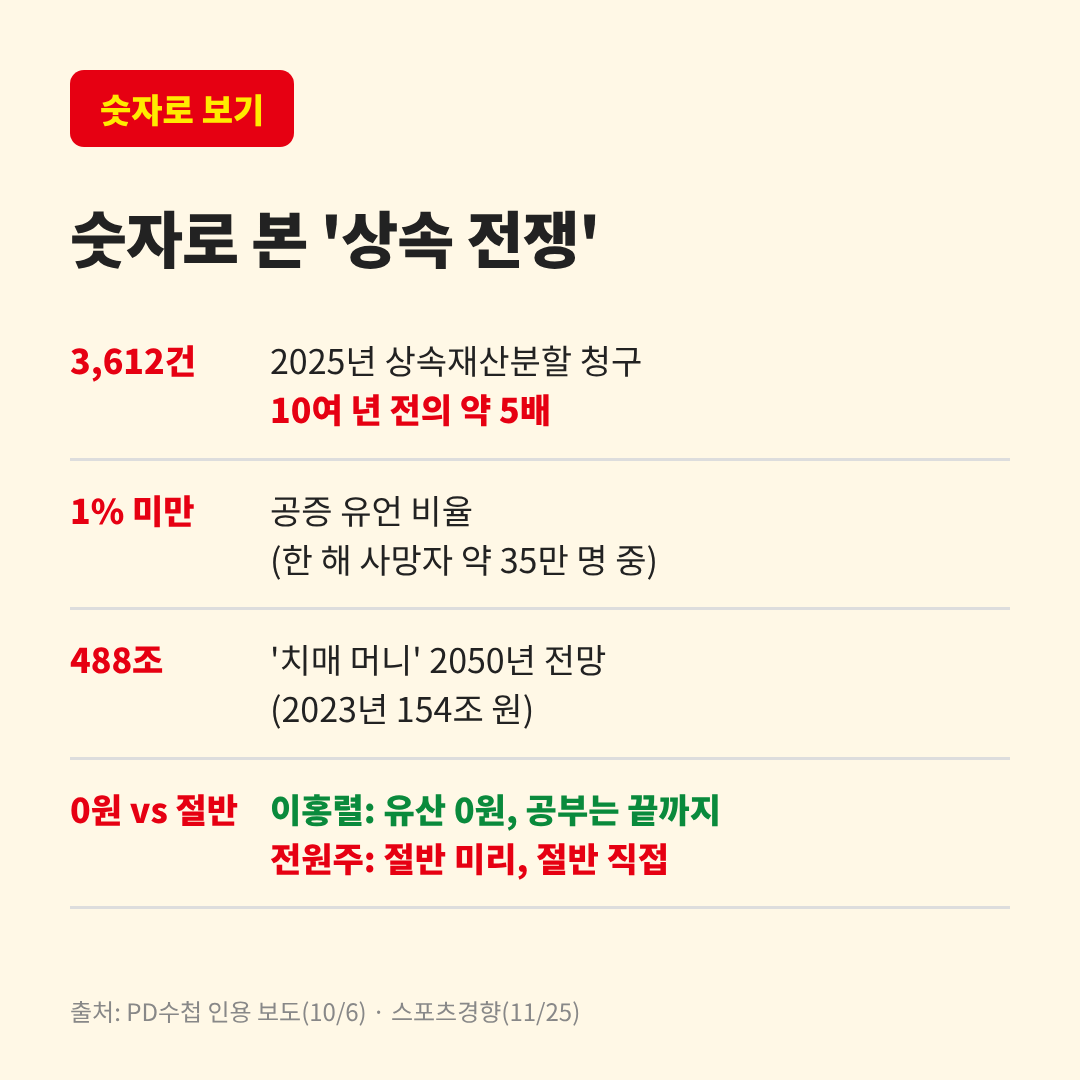 숫자로 보기
숫자로 본 '상속 전쟁'
3,612건 2025년 상속재산분할 청구
10여 년 전의 약 5배
1% 미만 공증 유언 비율
(한 해 사망자 약 35만 명 중)
488조 '치매 머니' 2050년 전망
(2023년 154조 원)
0원 vs 절반 이홍렬: 유산 0원, 공부는 끝까지
전원주: 절반 미리, 절반 직접
출처: PD수첩 인용 보도(10/6) · 스포츠경향(11/25)